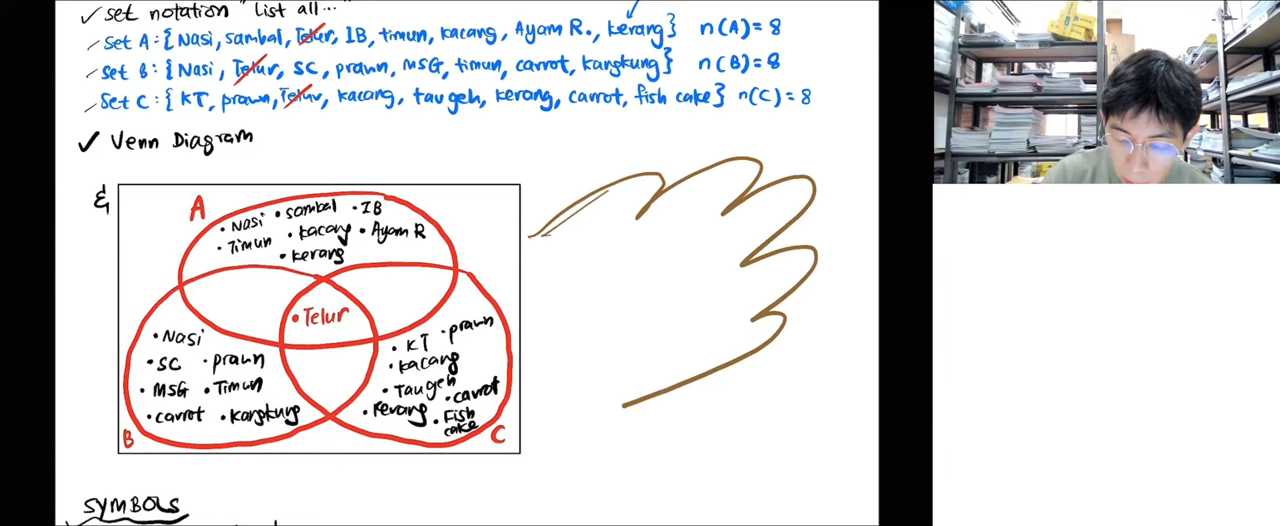 ✓ set notation "List all..."
✓ set A : {Nasi, sambal, Telur, IB, timun, kacang, Ayam R., kerang} n(A) = 8
✓ set B : {Nasi, Telur, SC, prawn, MSG, timun, carrot, kangkung} n(B) = 8
✓ set C : {KT, prawn, Telur, kacang, taugeh, kerang, carrot, fish cake} n(C) = 8
✓ Venn Diagram
ξ
A
• Nasi • sambal • IB
• Timun • kacang • Ayam R
• kerang
• Telur
• Nasi
• SC • prawn
• MSG • Timun
• carrot • kangkung
B
• KT • prawn
• kacang
• Taugeh • carrot
• kerang • Fish cake
C
SYMBOLS